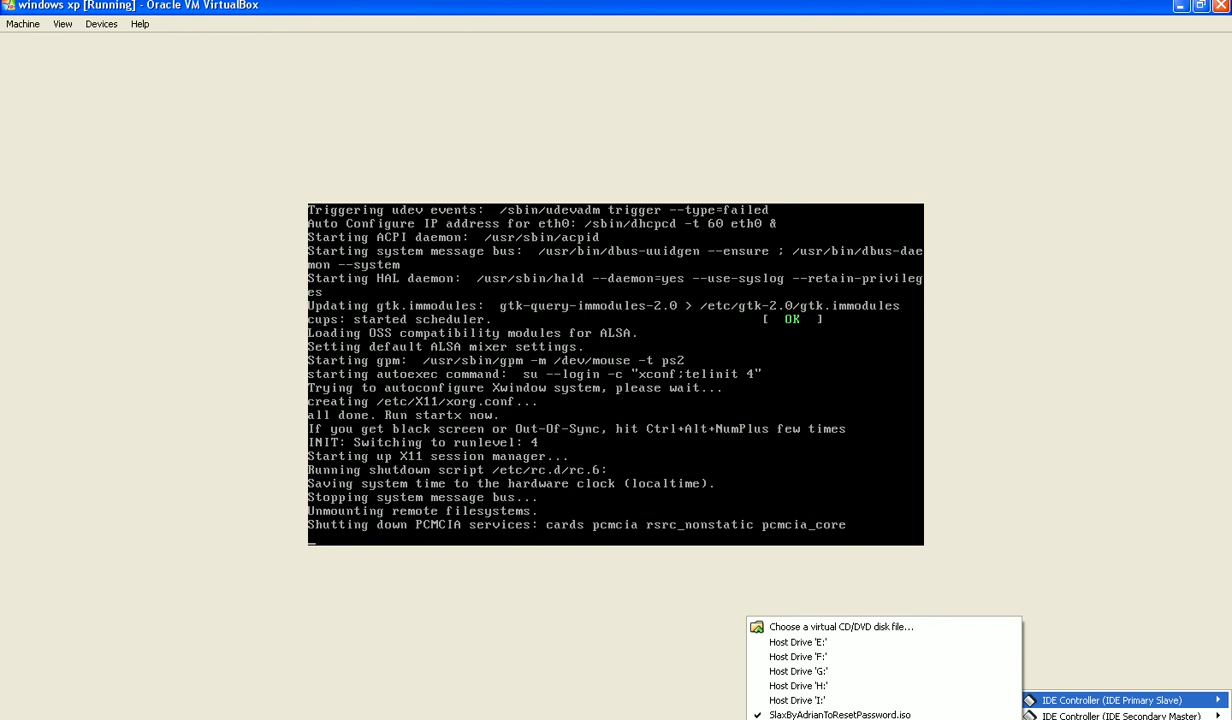 windows xp [Running] - Oracle VM VirtualBox
Machine View Devices Help
Triggering udev events: /sbin/udevadm trigger --type=failed
Auto Configure IP address for eth0: /sbin/dhcpcd -t 60 eth0 &
Starting ACPI daemon: /usr/sbin/acpid
Starting system message bus: /usr/bin/dbus-uuidgen --ensure ; /usr/bin/dbus-dae
mon --system
Starting HAL daemon: /usr/sbin/hald --daemon=yes --use-syslog --retain-privileg
es
Updating gtk.immodules: gtk-query-immodules-2.0 > /etc/gtk-2.0/gtk.immodules
cups: started scheduler. [ OK ]
Loading OSS compatibility modules for ALSA.
Setting default ALSA mixer settings.
Starting gpm: /usr/sbin/gpm -m /dev/mouse -t ps2
starting autoexec command: su --login -c "xconf;telinit 4"
Trying to autoconfigure Xwindow system, please wait...
creating /etc/X11/xorg.conf...
all done. Run startx now.
If you get black screen or Out-Of-Sync, hit Ctrl+Alt+NumPlus few times
INIT: Switching to runlevel: 4
Starting up X11 session manager...
Running shutdown script /etc/rc.d/rc.6:
Saving system time to the hardware clock (localtime).
Stopping system message bus...
Unmounting remote filesystems.
Shutting down PCMCIA services: cards pcmcia rsrc_nonstatic pcmcia_core
Choose a virtual CD/DVD disk file...
Host Drive 'E:'
Host Drive 'F:'
Host Drive 'G:'
Host Drive 'H:'
Host Drive 'I:'
SlaxByAdrianToResetPassword.iso
IDE Controller (IDE Primary Slave)
IDE Controller (IDE Secondary Master)